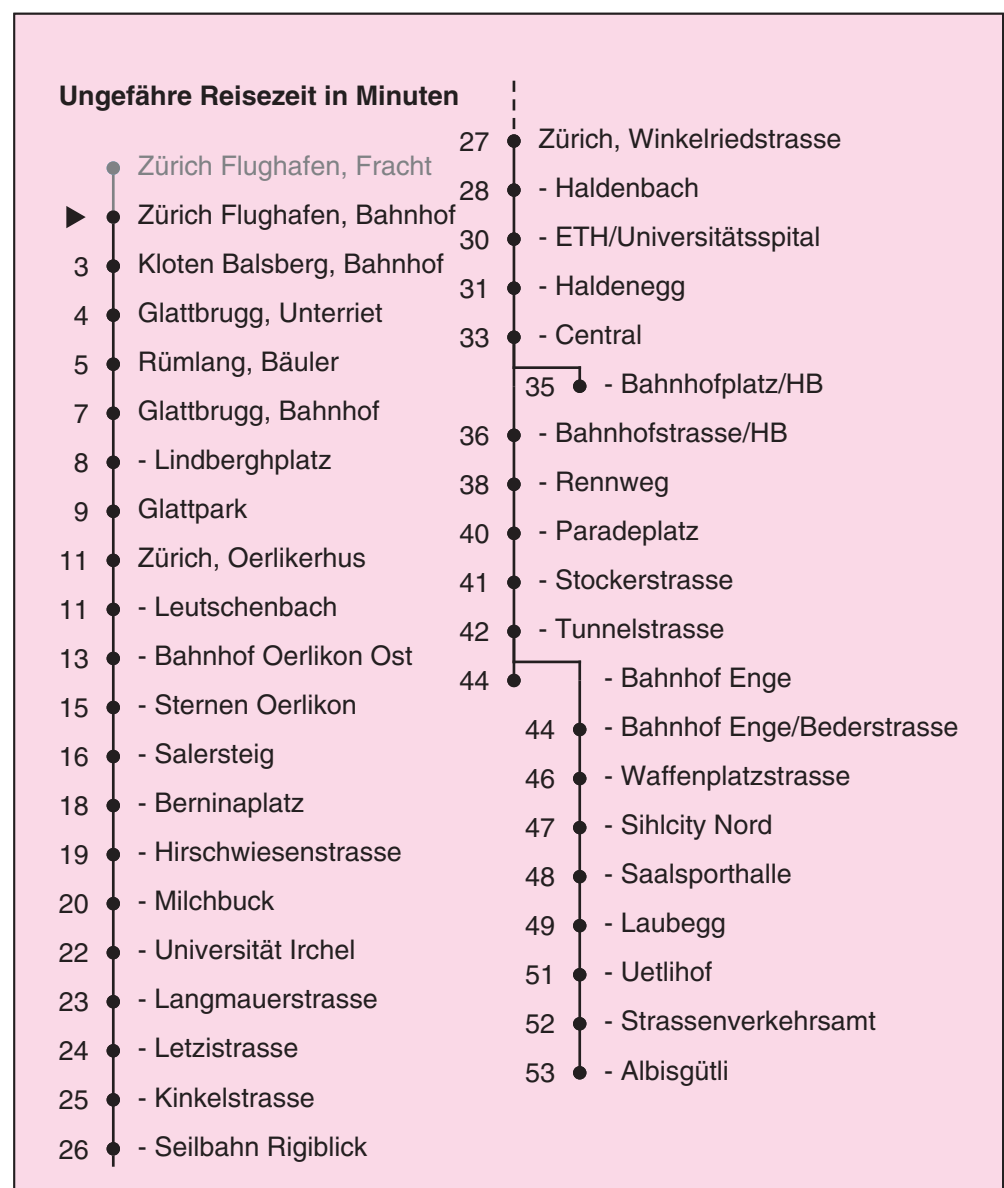 Ungefähre Reisezeit in Minuten
Zürich Flughafen, Fracht
Zürich Flughafen, Bahnhof
3 Kloten Balsberg, Bahnhof
4 Glattbrugg, Unterriet
5 Rümlang, Bäuler
7 Glattbrugg, Bahnhof
8 - Lindberghplatz
9 Glattpark
11 Zürich, Oerlikerhus
11 - Leutschenbach
13 - Bahnhof Oerlikon Ost
15 - Sternen Oerlikon
16 - Salersteig
18 - Berninaplatz
19 - Hirschwiesenstrasse
20 - Milchbuck
22 - Universität Irchel
23 - Langmauerstrasse
24 - Letzistrasse
25 - Kinkelstrasse
26 - Seilbahn Rigiblick
27 Zürich, Winkelriedstrasse
28 - Haldenbach
30 - ETH/Universitätsspital
31 - Haldenegg
33 - Central
35 - Bahnhofplatz/HB
36 - Bahnhofstrasse/HB
38 - Rennweg
40 - Paradeplatz
41 - Stockerstrasse
42 - Tunnelstrasse
44 - Bahnhof Enge
44 - Bahnhof Enge/Bederstrasse
46 - Waffenplatzstrasse
47 - Sihlcity Nord
48 - Saalsporthalle
49 - Laubegg
51 - Uetlihof
52 - Strassenverkehrsamt
53 - Albisgütli